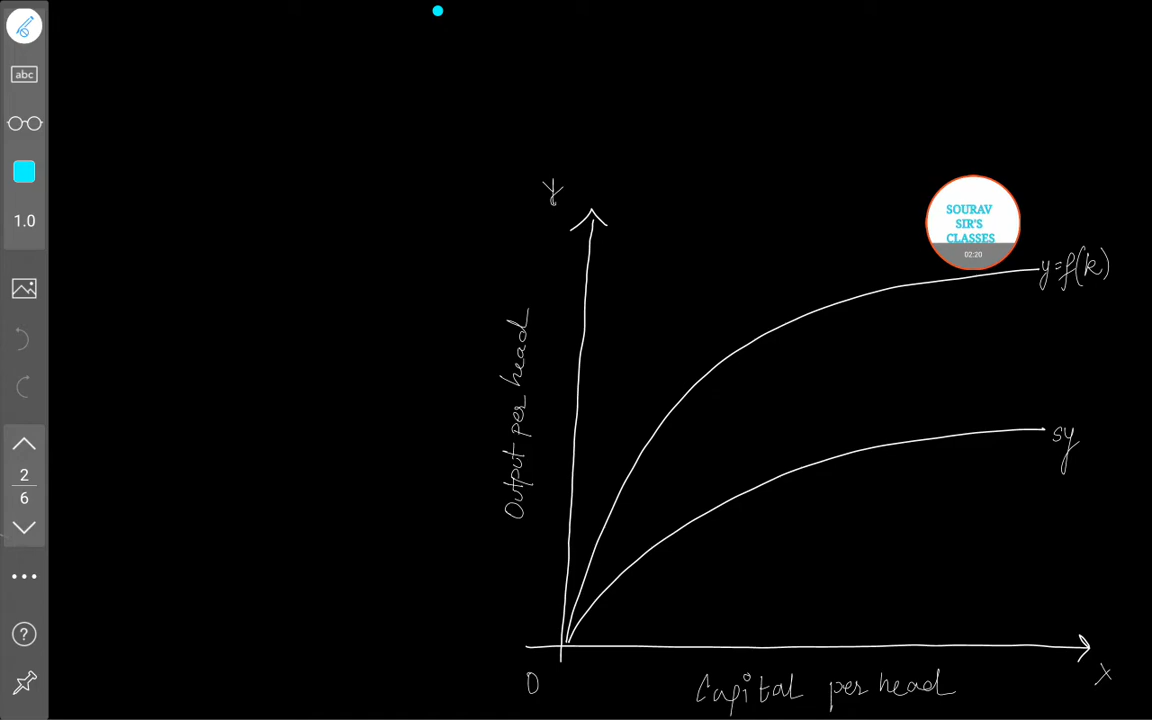 abc
1.0
2
6
?
Y
SOURAV
SIR'S
CLASSES
02:20
y=f(k)
Output per head
sy
O
Capital per head
X